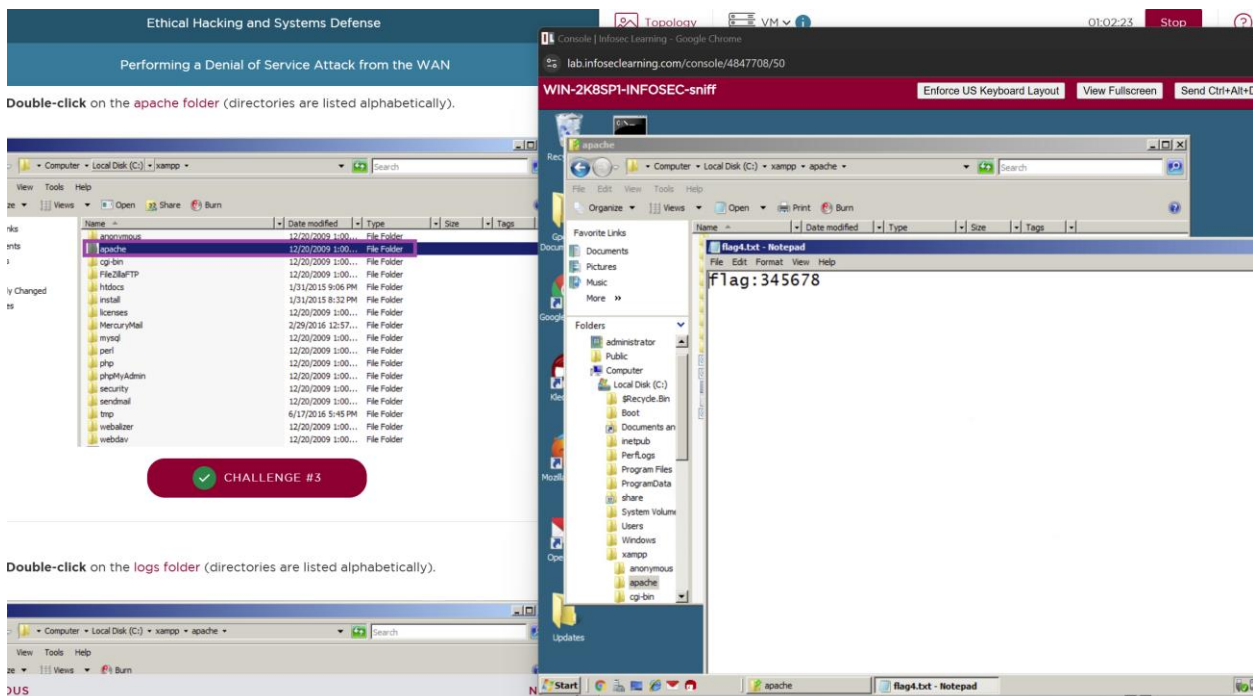 Ethical Hacking and Systems Defense
Topology
VM
01:02:23
Stop
Performing a Denial of Service Attack from the WAN
Double-click on the apache folder (directories are listed alphabetically).
Computer
Local Disk (C:)
xampp
Search
View Tools Help
Views Open Share Burn
Name Date modified Type Size Tags
anonymous 12/20/2009 1:00... File Folder
apache 12/20/2009 1:00... File Folder
cgi-bin 12/20/2009 1:00... File Folder
FileZillaFTP 12/20/2009 1:00... File Folder
htdocs 1/31/2015 9:06 PM File Folder
install 1/31/2015 8:32 PM File Folder
licenses 12/20/2009 1:00... File Folder
MercuryMail 2/29/2016 12:57... File Folder
mysql 12/20/2009 1:00... File Folder
perl 12/20/2009 1:00... File Folder
php 12/20/2009 1:00... File Folder
phpMyAdmin 12/20/2009 1:00... File Folder
security 12/20/2009 1:00... File Folder
sendmail 12/20/2009 1:00... File Folder
tmp 6/17/2016 5:45 PM File Folder
webalizer 12/20/2009 1:00... File Folder
webdav 12/20/2009 1:00... File Folder
CHALLENGE #3
Double-click on the logs folder (directories are listed alphabetically).
Computer
Local Disk (C:)
xampp
apache
Search
View Tools Help
Views Burn
Console | Infosec Learning - Google Chrome
lab.infoseclearning.com/console/4847708/50
WIN-2K8SP1-INFOSEC-sniff
Enforce US Keyboard Layout
View Fullscreen
Send Ctrl+Alt+D
apache
Computer
Local Disk (C:)
xampp
apache
Search
File Edit View Tools Help
Organize Views Open Print Burn
Favorite Links
Documents
Pictures
Music
More »
Folders
administrator
Public
Computer
Local Disk (C:)
$Recycle.Bin
Boot
Documents an
inetpub
PerfLogs
Program Files
ProgramData
share
System Volume
Users
Windows
xampp
anonymous
apache
cgi-bin
Name Date modified Type Size Tags
flag4.txt - Notepad
File Edit Format View Help
flag:345678
Updates
Start
apache
flag4.txt - Notepad